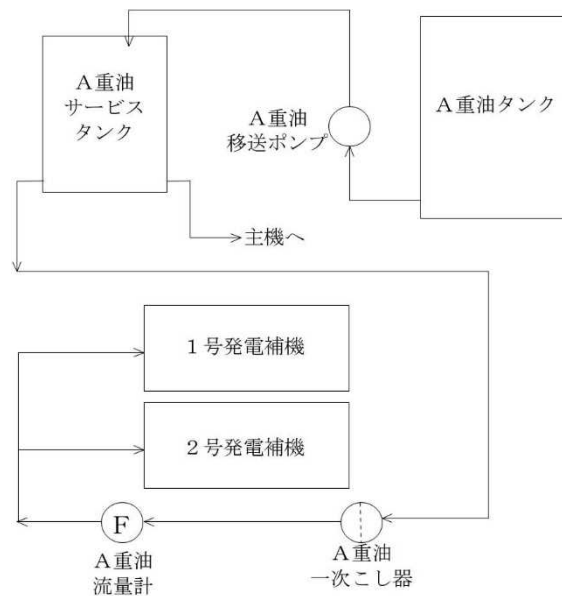 A重油
サービス
タンク
A重油
移送ポンプ
A重油タンク
主機へ
1号発電補機
2号発電補機
F
A重油
流量計
A重油
一次こし器